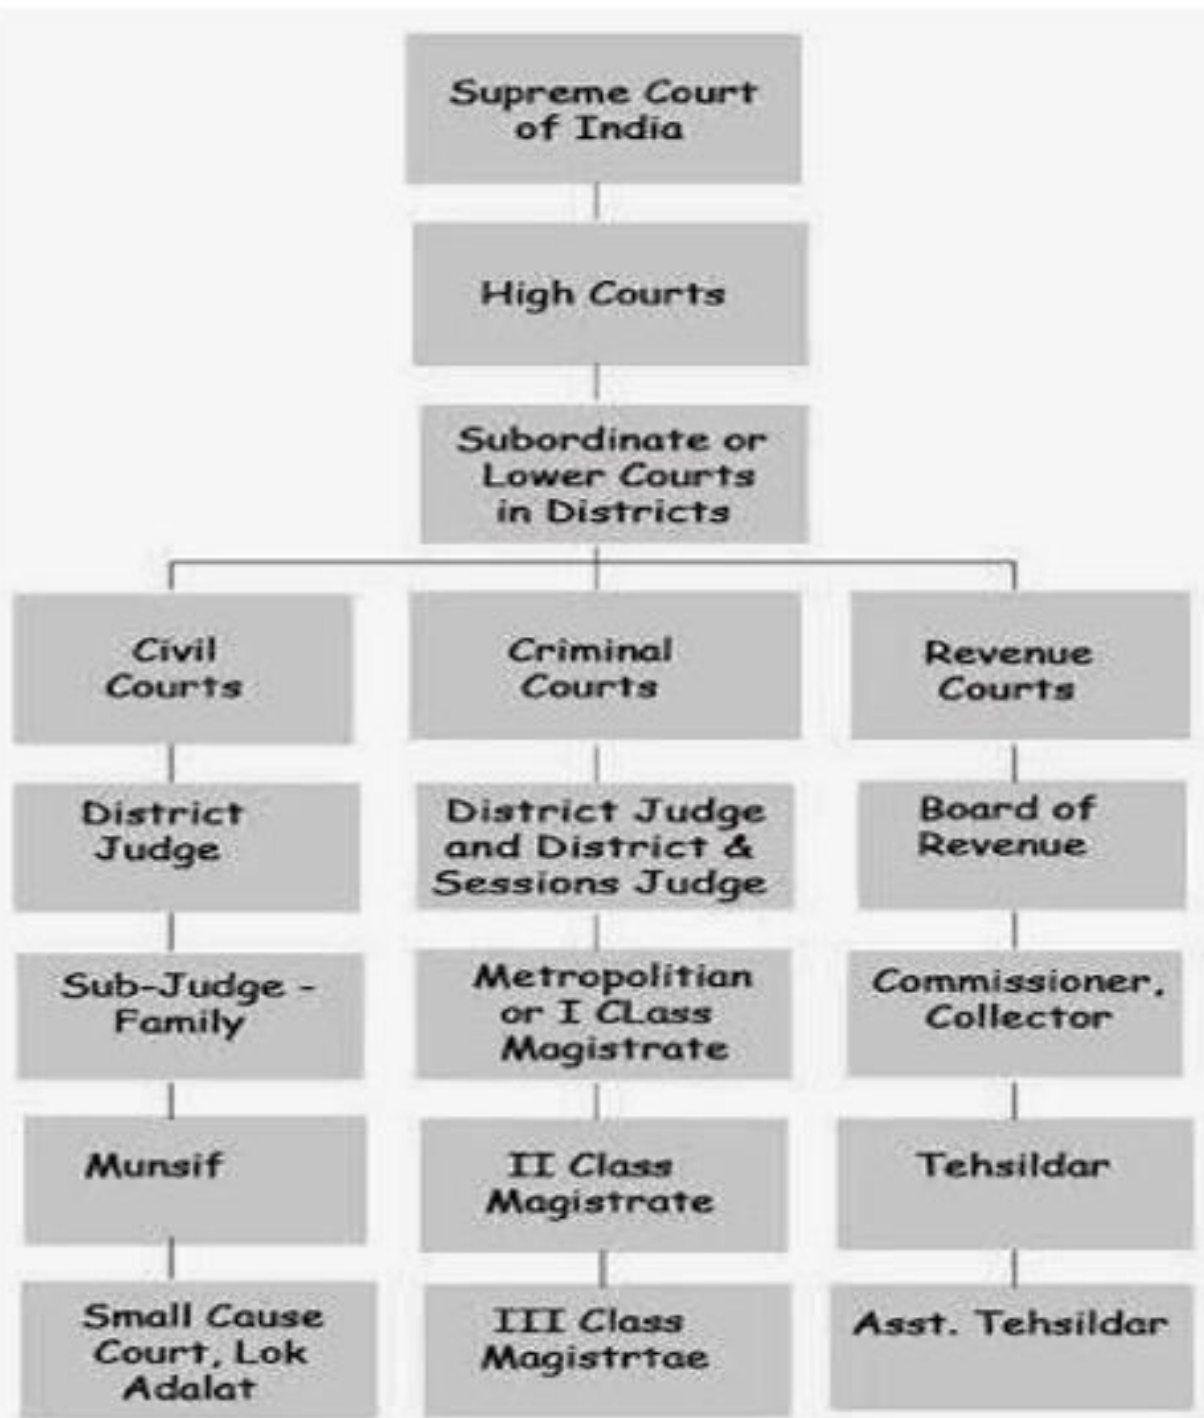 Supreme Court
of India
High Courts
Subordinate or
Lower Courts
in Districts
Civil
Courts
Criminal
Courts
Revenue
Courts
District
Judge
District Judge
and District &
Sessions Judge
Board of
Revenue
Sub-Judge -
Family
Metropolitian
or I CLass
Magistrate
Commissioner,
Collector
Munsif
II Class
Magistrate
Tehsildar
Small Cause
Court, Lok
Adalat
III Class
Magistrtae
Asst. Tehsildar